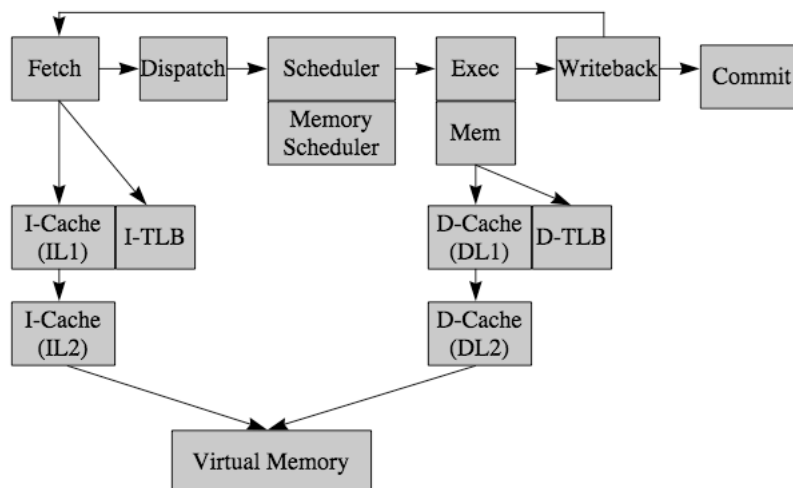 Fetch
Dispatch
Scheduler
Exec
Writeback
Commit
Memory
Scheduler
Mem
I-Cache
(IL1)
I-TLB
D-Cache
(DL1)
D-TLB
I-Cache
(IL2)
D-Cache
(DL2)
Virtual Memory